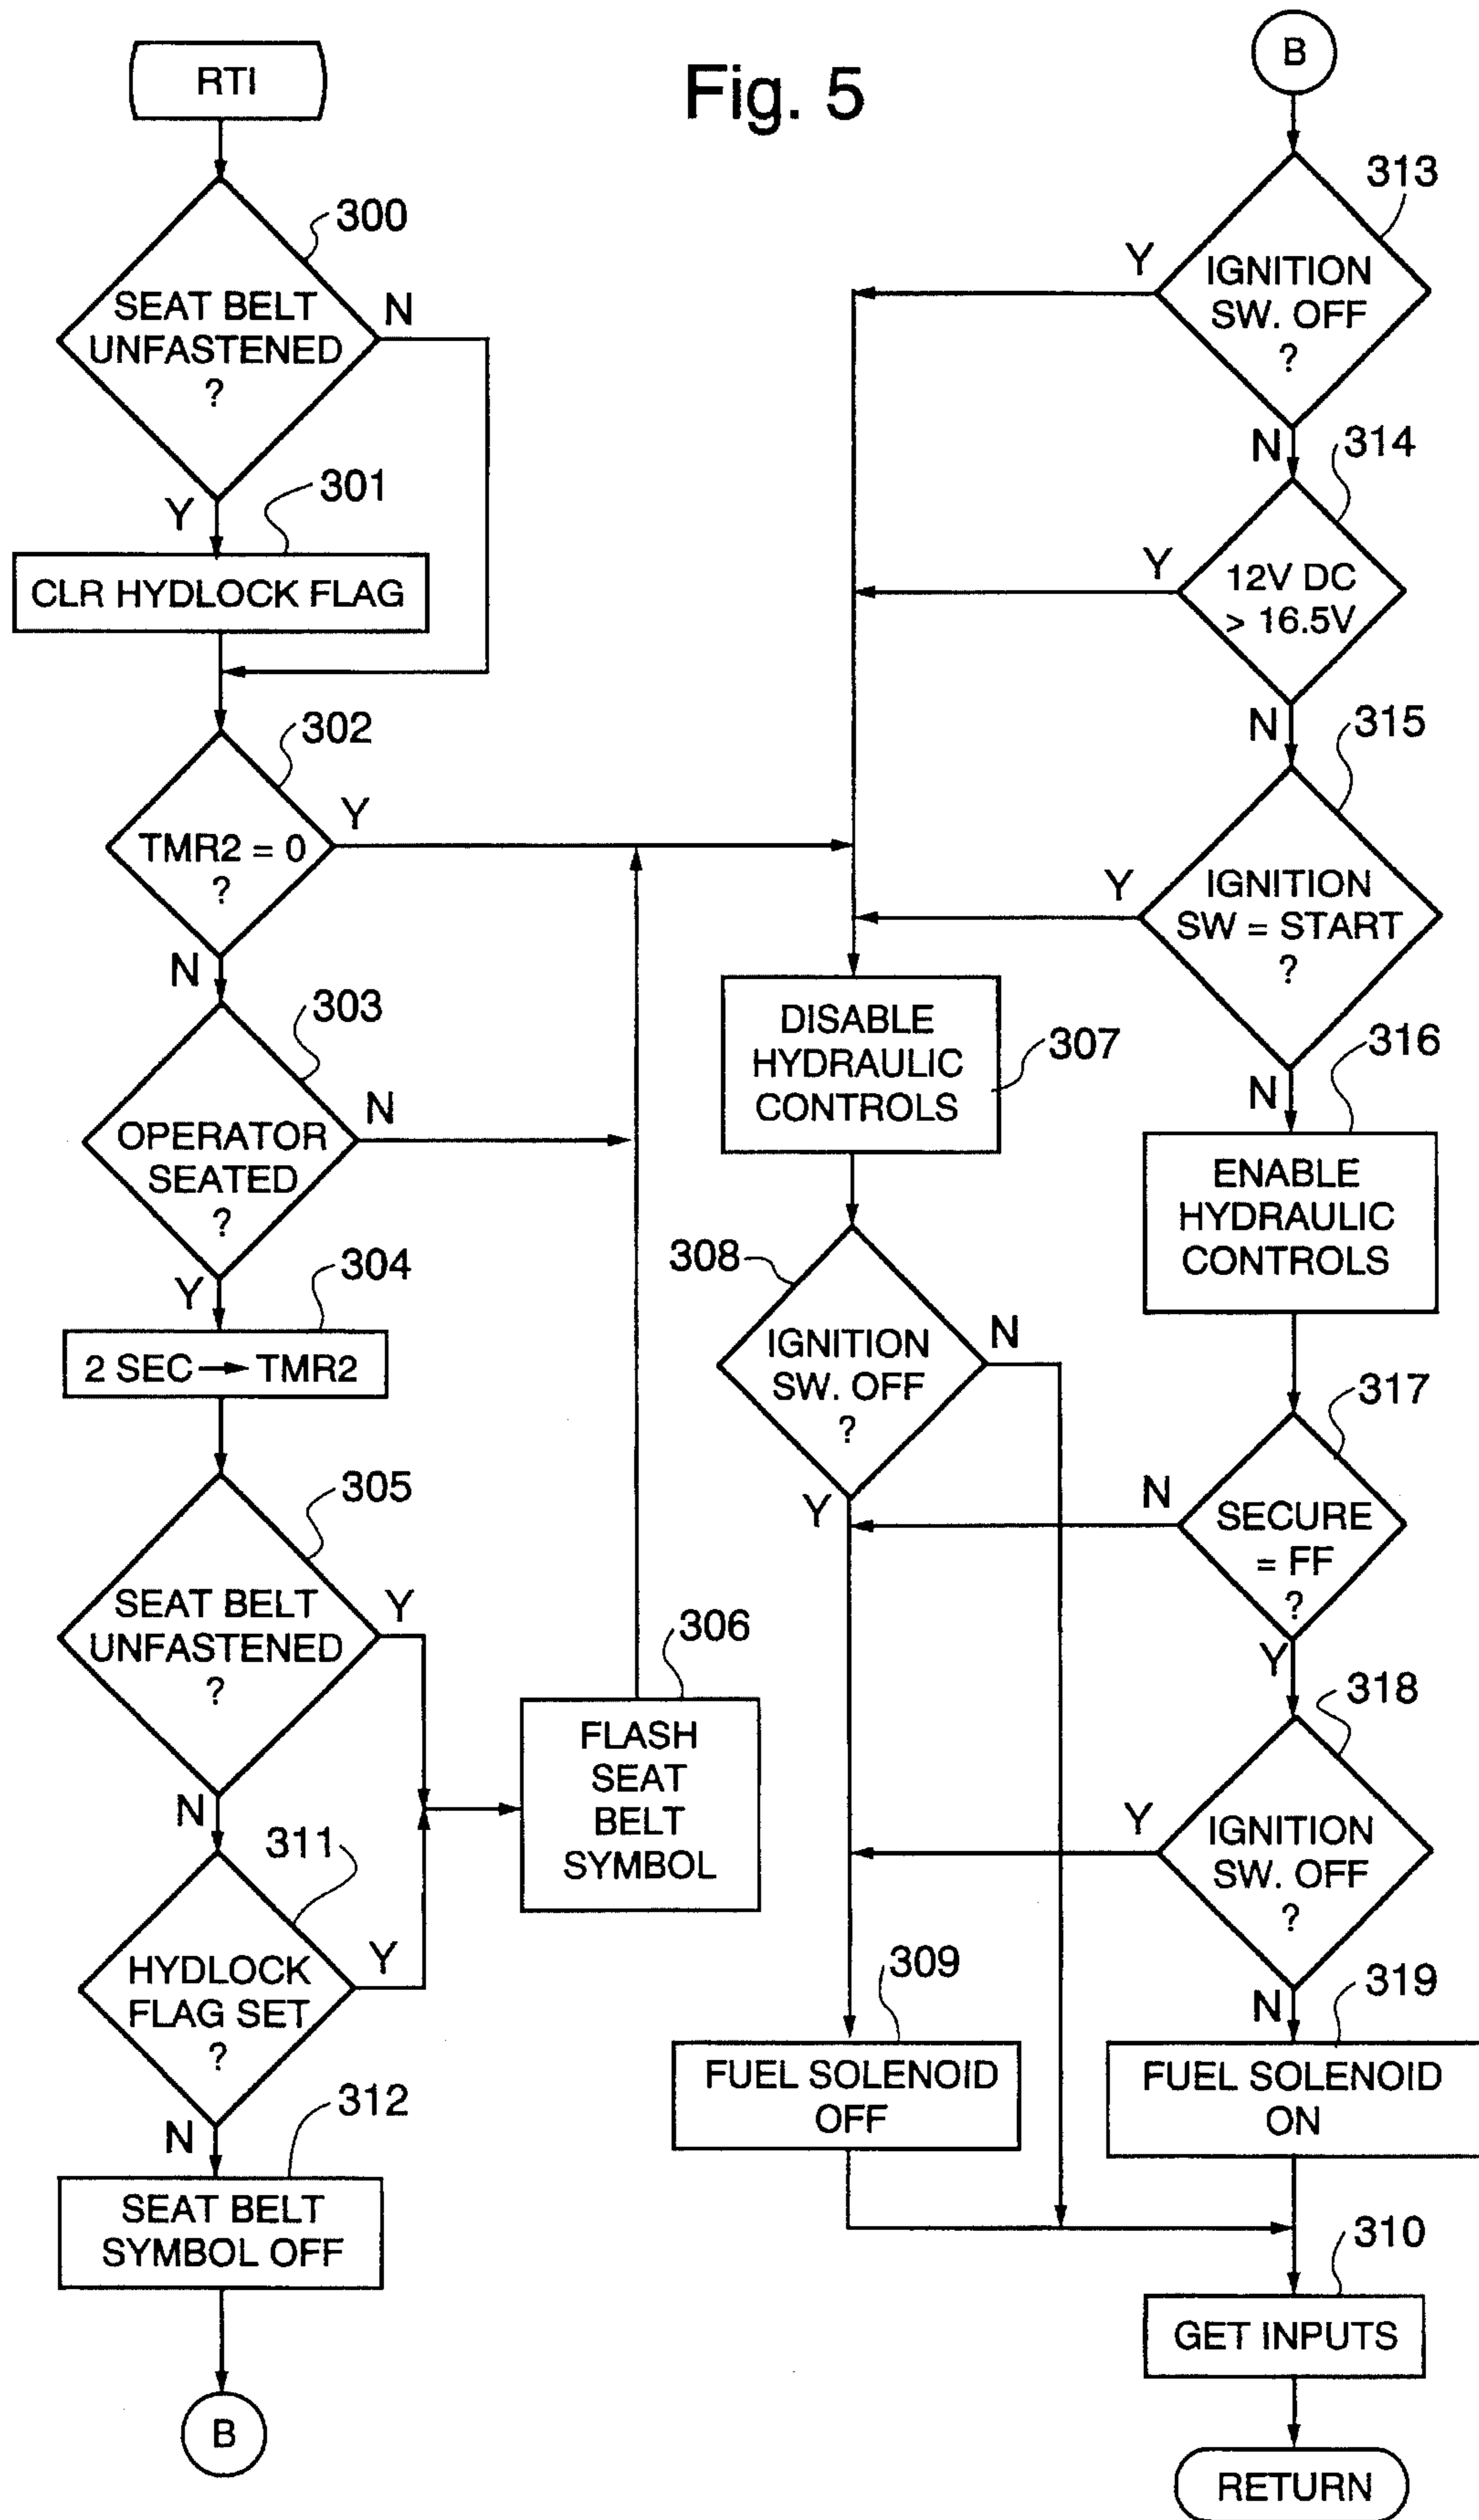 Fig. 5
RTI
300
SEAT BELT
UNFASTENED
?
N
Y
301
CLR HYDLOCK FLAG
302
TMR2 = 0
?
Y
N
303
OPERATOR
SEATED
?
N
Y
304
2 SEC → TMR2
305
SEAT BELT
UNFASTENED
?
Y
N
306
FLASH
SEAT
BELT
SYMBOL
311
HYDLOCK
FLAG SET
?
Y
N
312
SEAT BELT
SYMBOL OFF
B
DISABLE
HYDRAULIC
CONTROLS
307
308
IGNITION
SW. OFF
?
N
Y
309
FUEL SOLENOID
OFF
B
313
IGNITION
SW. OFF
?
Y
N
314
12V DC
> 16.5V
Y
N
315
IGNITION
SW = START
?
Y
N
316
ENABLE
HYDRAULIC
CONTROLS
317
SECURE
= FF
?
N
Y
318
IGNITION
SW. OFF
?
Y
N
319
FUEL SOLENOID
ON
310
GET INPUTS
RETURN